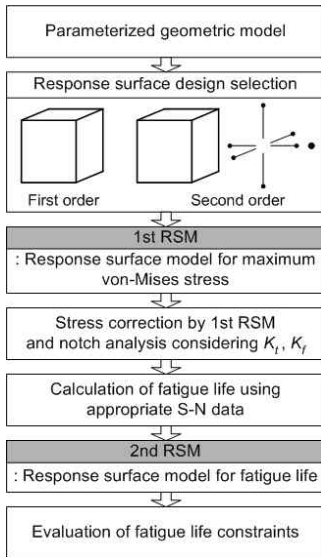 Parameterized geometric model
Response surface design selection
First order
Second order
1st RSM
: Response surface model for maximum
von-Mises stress
Stress correction by 1st RSM
and notch analysis considering Kt, Kf
Calculation of fatigue life using
appropriate S-N data
2nd RSM
: Response surface model for fatigue life
Evaluation of fatigue life constraints